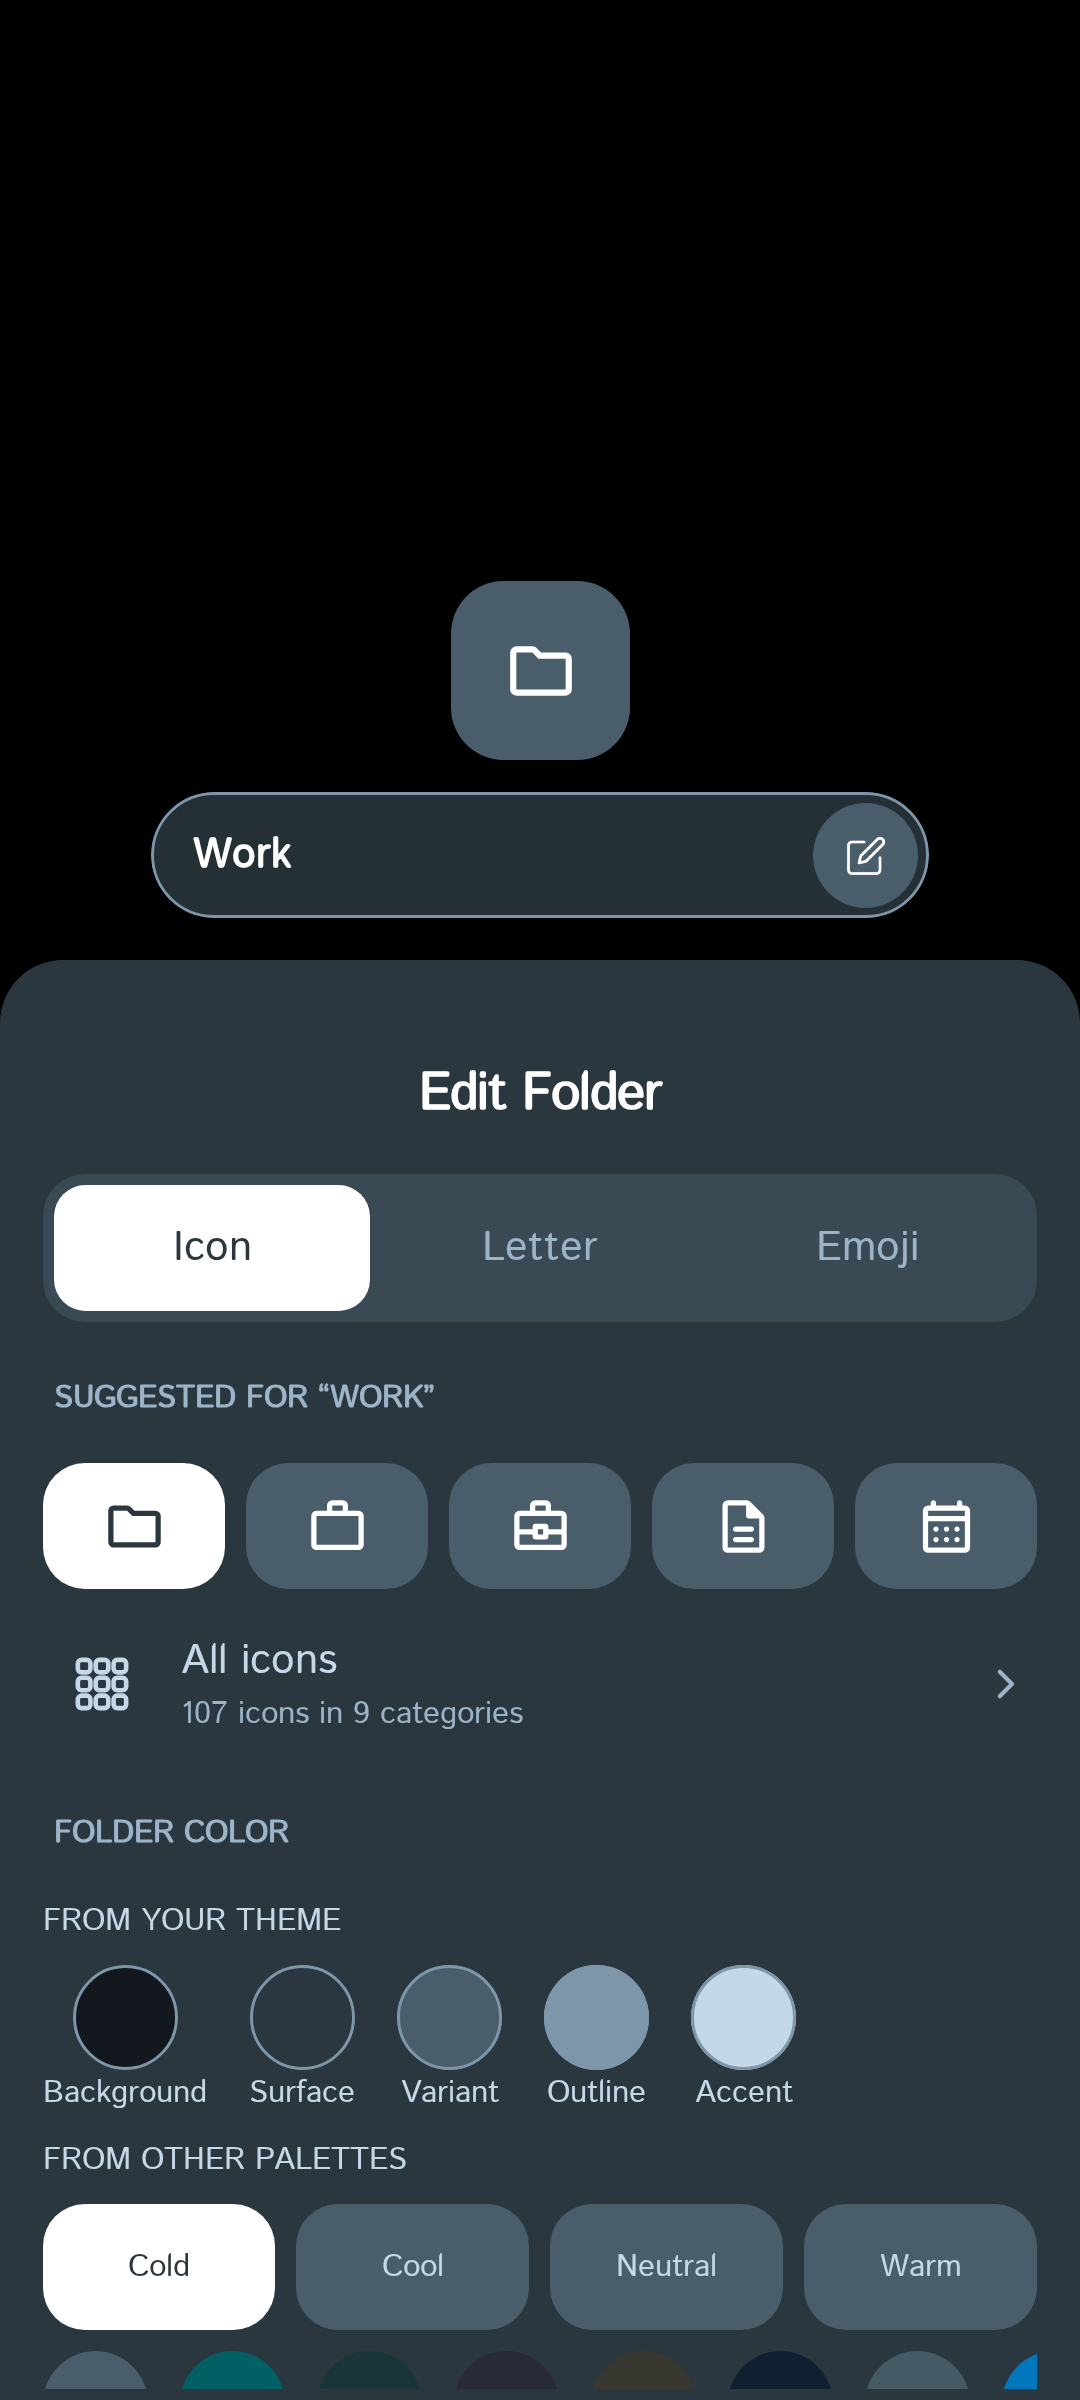 Work
Edit Folder
Icon Letter Emoji
SUGGESTED FOR “WORK”
All icons
107 icons in 9 categories
FOLDER COLOR
FROM YOUR THEME
Background Surface Variant Outline Accent
FROM OTHER PALETTES
Cold Cool Neutral Warm